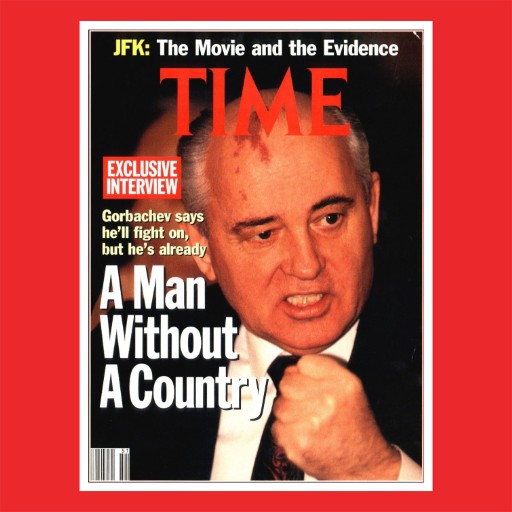 JFK: The Movie and the Evidence
TIME
EXCLUSIVE
INTERVIEW
Gorbachev says
he'll fight on,
but he's already
A Man
Without
A Country
51